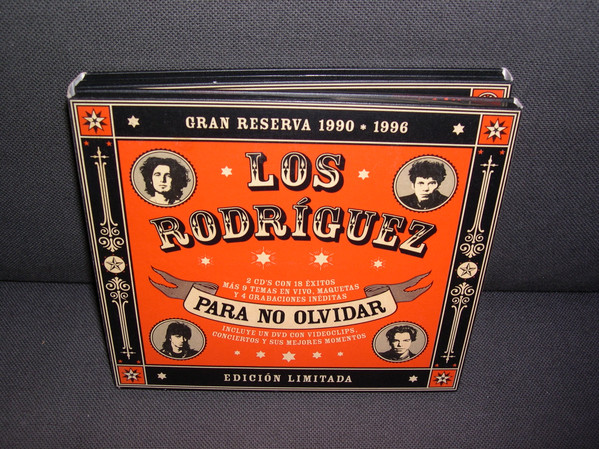 GRAN RESERVA 1990 * 1996
LOS
RODRÍGUEZ
2 CD'S CON 18 ÉXITOS
MÁS 9 TEMAS EN VIVO, MAQUETAS
Y 4 GRABACIONES INÉDITAS
PARA NO OLVIDAR
INCLUYE UN DVD CON VIDEOCLIPS,
CONCIERTOS Y SUS MEJORES MOMENTOS
EDICIÓN LIMITADA